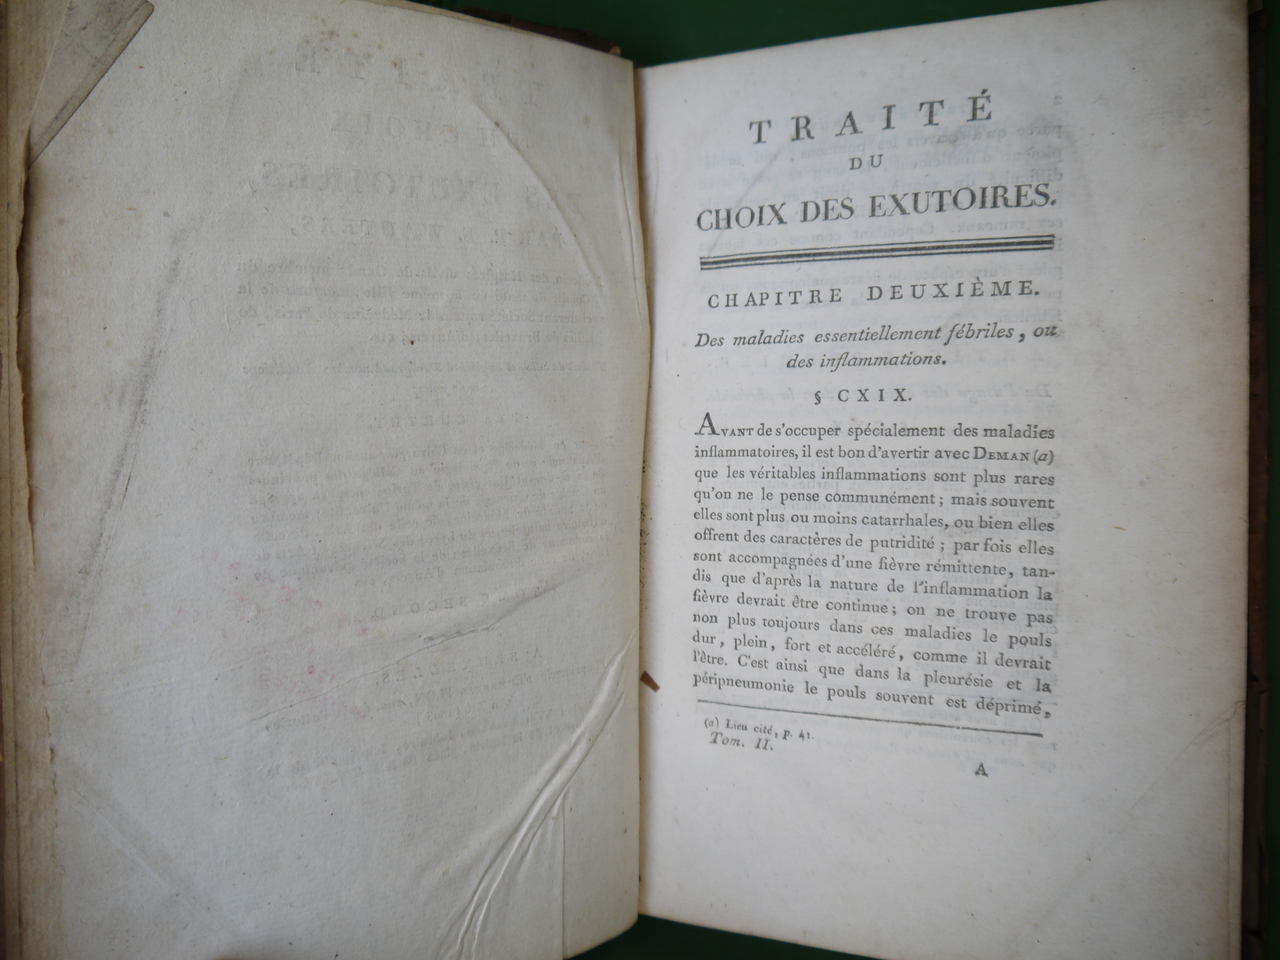 TRAITÉ
DU
CHOIX DES EXUTOIRES.
CHAPITRE DEUXIÈME.
Des maladies essentiellement fébriles, ou
des inflammations.
§ CXIX.
AVANT de s'occuper spécialement des maladies
inflammatoires, il est bon d'avertir avec DEMAN (a)
que les véritables inflammations sont plus rares
qu'on ne le pense communément ; mais souvent
elles sont plus ou moins catarrhales, ou bien elles
offrent des caractères de putridité ; par fois elles
sont accompagnées d'une fièvre rémittente, tan-
dis que d'après la nature de l'inflammation la
fièvre devrait être continue ; on ne trouve pas
non plus toujours dans ces maladies le pouls
dur, plein, fort et accéléré, comme il devrait
l'être. C'est ainsi que dans la pleurésie et la
péripneumonie le pouls souvent est déprimé,
(a) Lieu cité, p. 41.
Tom. II.
A